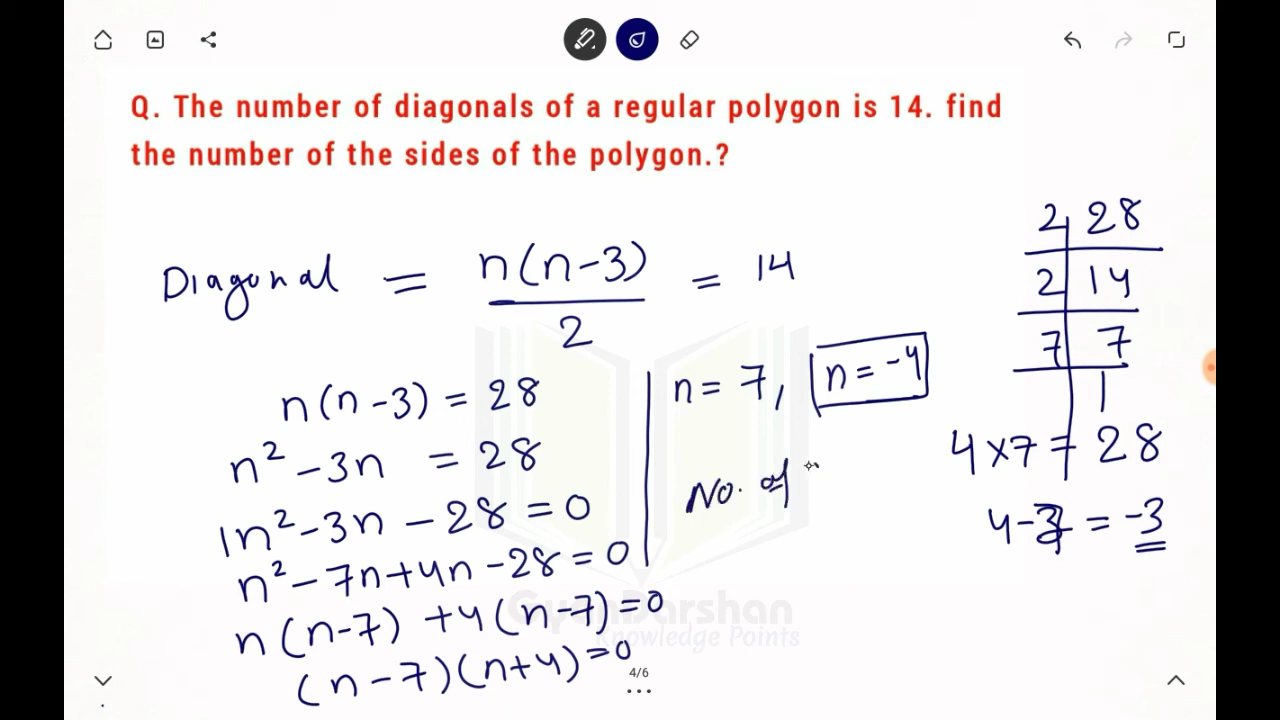 Q. The number of diagonals of a regular polygon is 14. find
the number of the sides of the polygon.?
Diagonal = n(n-3)/2 = 14
n(n-3) = 28
n² - 3n = 28
1n² - 3n - 28 = 0
n² - 7n + 4n - 28 = 0
n(n-7) + 4(n-7) = 0
(n-7)(n+4) = 0
n = 7, n = -4
No. of
2 28
2 14
7 7
1
4×7 = 28
4- = -3
GyanDarshan
Knowledge Points
4/6